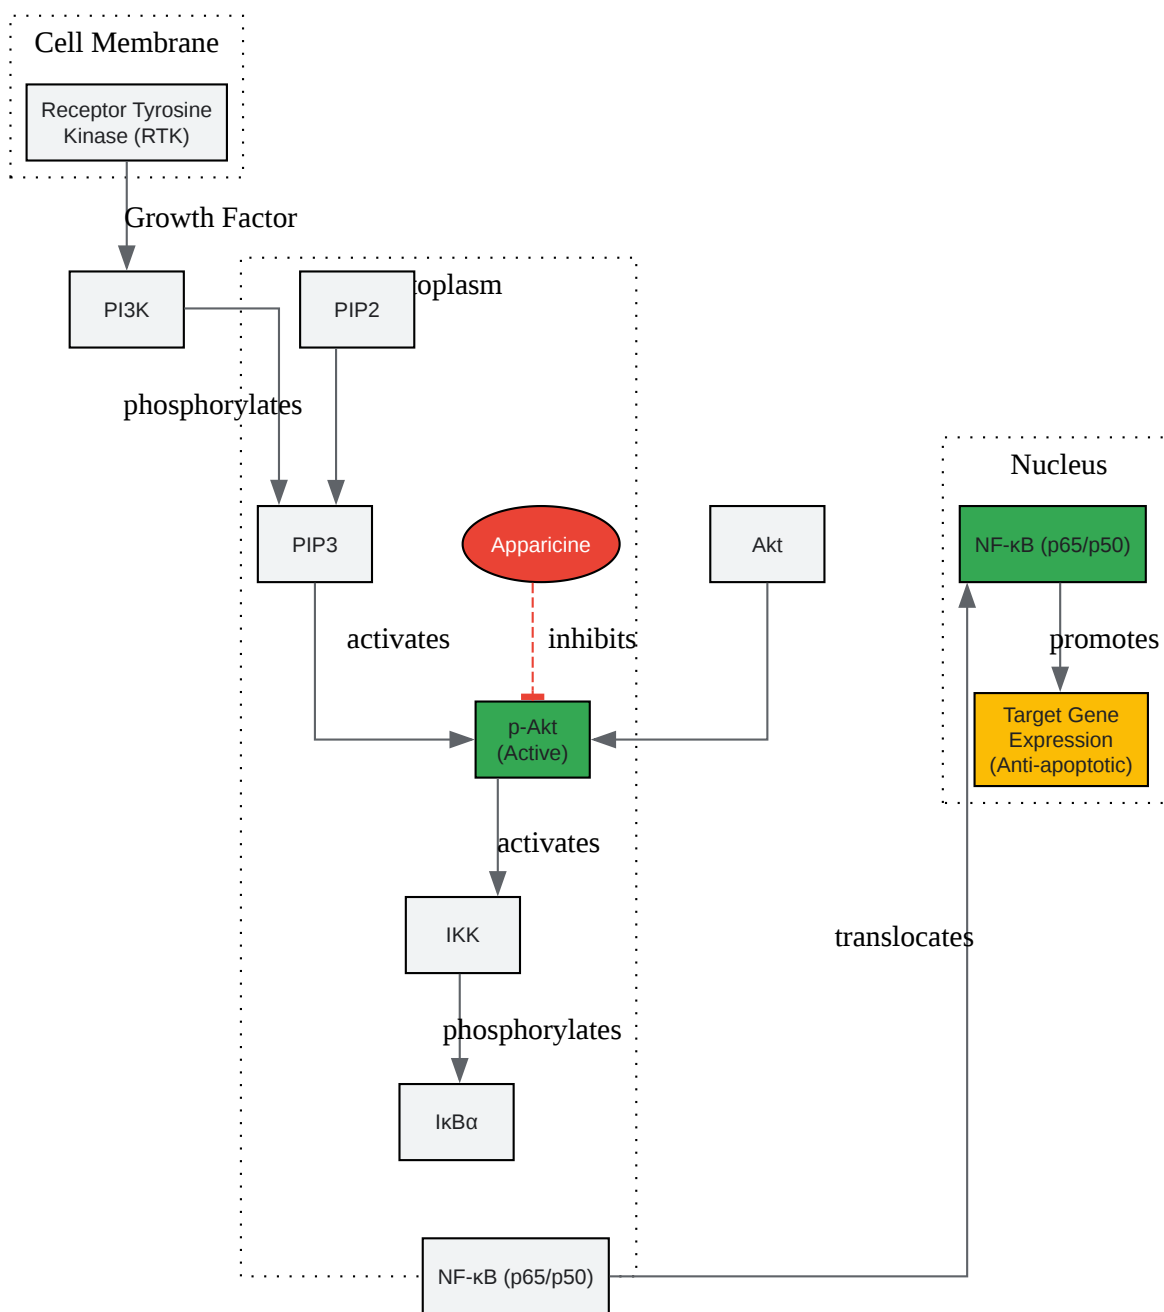 Cell Membrane
Receptor Tyrosine
Kinase (RTK)
Growth Factor
PI3K
PIP2
toplasm
phosphorylates
Nucleus
PIP3
Apparicine
Akt
NF-κB (p65/p50)
activates
inhibits
promotes
p-Akt
(Active)
Target Gene
Expression
(Anti-apoptotic)
activates
IKK
translocates
phosphorylates
IκBα
NF-κB (p65/p50)